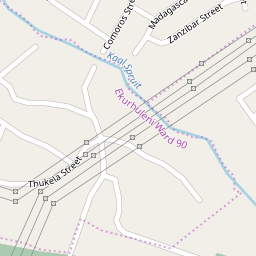 Comoros Stre
Madagasca
Zanzibar Street
Kaal Spruit
Ekurhuleni Ward 90
Thukela Street